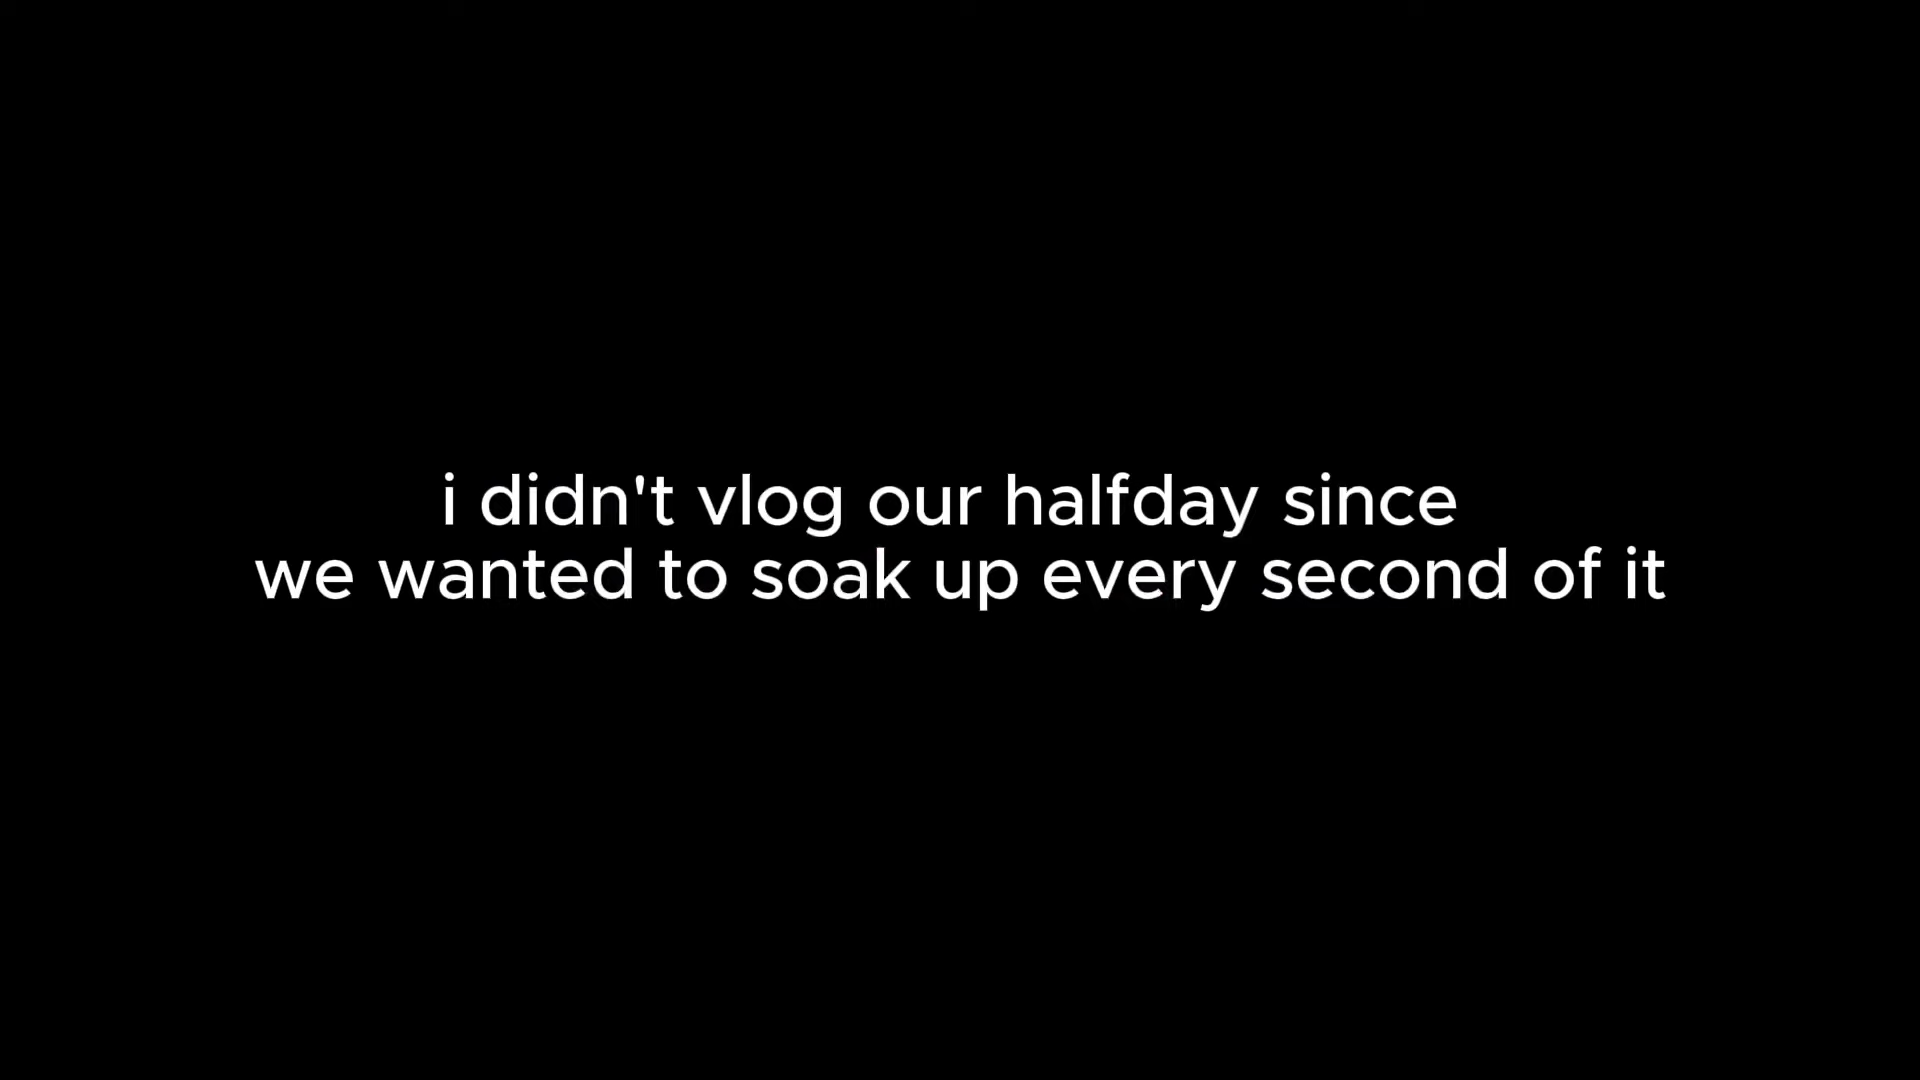 i didn't vlog our halfday since
we wanted to soak up every second of it